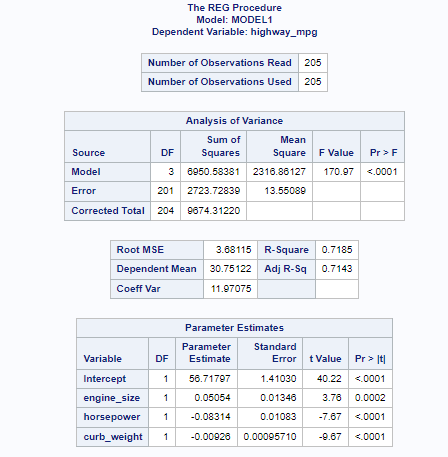 The REG Procedure
Model: MODEL1
Dependent Variable: highway_mpg
Number of Observations Read 205
Number of Observations Used 205
Analysis of Variance
Source DF Sum of Squares Mean Square F Value Pr > F
Model 3 6950.58381 2316.86127 170.97 <.0001
Error 201 2723.72839 13.55089
Corrected Total 204 9674.31220
Root MSE 3.68115 R-Square 0.7185
Dependent Mean 30.75122 Adj R-Sq 0.7143
Coeff Var 11.97075
Parameter Estimates
Variable DF Parameter Estimate Standard Error t Value Pr > |t|
Intercept 1 56.71797 1.41030 40.22 <.0001
engine_size 1 0.05054 0.01346 3.76 0.0002
horsepower 1 -0.08314 0.01083 -7.67 <.0001
curb_weight 1 -0.00926 0.00095710 -9.67 <.0001